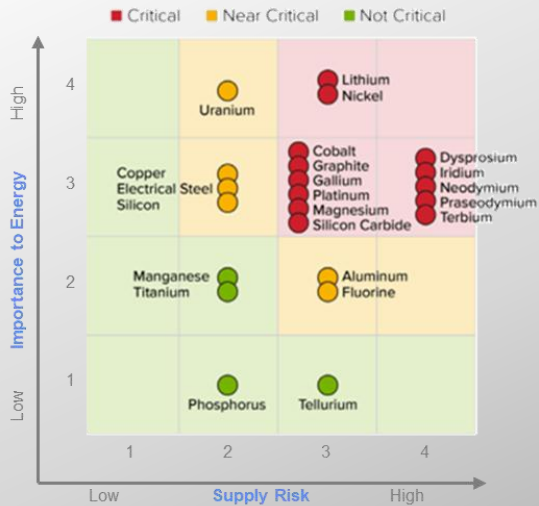 Critical Near Critical Not Critical
High
Importance to Energy
Low
4
3
2
1
Uranium
Lithium
Nickel
Copper
Electrical Steel
Silicon
Cobalt
Graphite
Gallium
Platinum
Magnesium
Silicon Carbide
Dysprosium
Iridium
Neodymium
Praseodymium
Terbium
Manganese
Titanium
Aluminum
Fluorine
Phosphorus
Tellurium
1 2 3 4
Low Supply Risk High